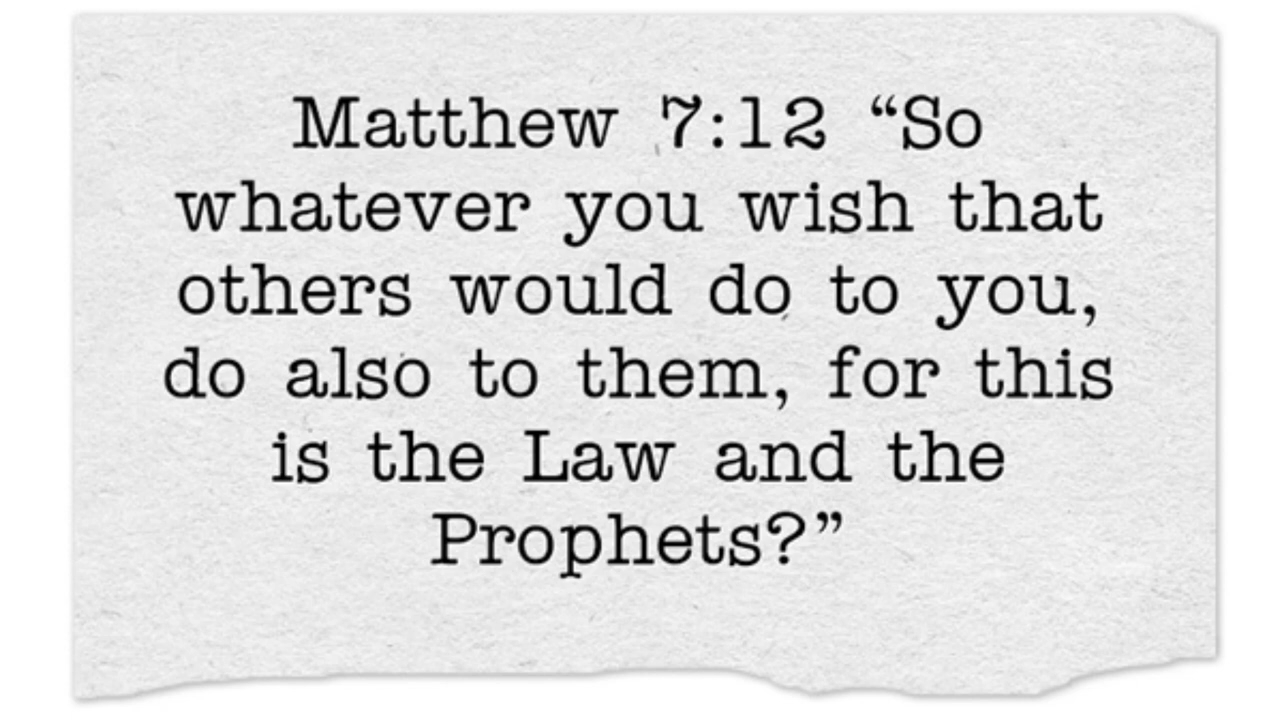 Matthew 7:12 “So
whatever you wish that
others would do to you,
do also to them, for this
is the Law and the
Prophets?”